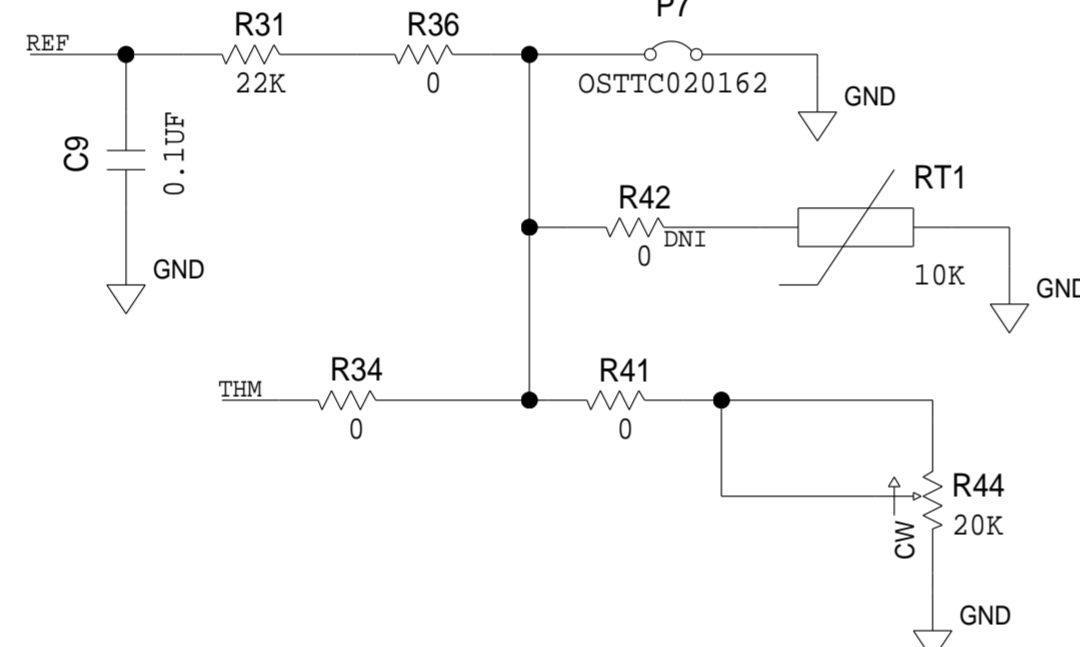 P7
R31
R36
REF
22K
0
OSTTC020162
GND
C9
0.1UF
RT1
R42
DNI
0
GND
10K
GND
R34
R41
THM
0
0
R44
20K
CW
GND